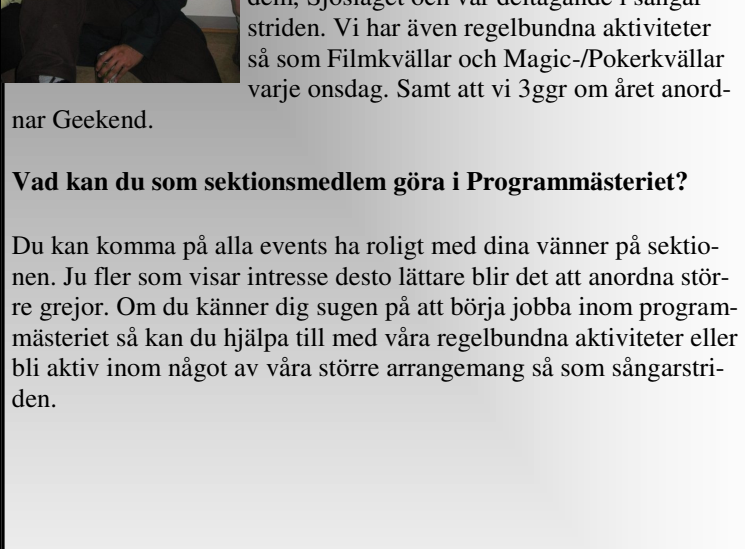 dem, Sjöslaget och vår deltagande i sångar-
striden. Vi har även regelbundna aktiviteter
så som Filmkvällar och Magic-/Pokerkvällar
varje onsdag. Samt att vi 3ggr om året anord-
nar Geekend.
Vad kan du som sektionsmedlem göra i Programmästeriet?
Du kan komma på alla events ha roligt med dina vänner på sektio-
nen. Ju fler som visar intresse desto lättare blir det att anordna stör-
re grejor. Om du känner dig sugen på att börja jobba inom program-
mästeriet så kan du hjälpa till med våra regelbundna aktiviteter eller
bli aktiv inom något av våra större arrangemang så som sångarstri-
den.